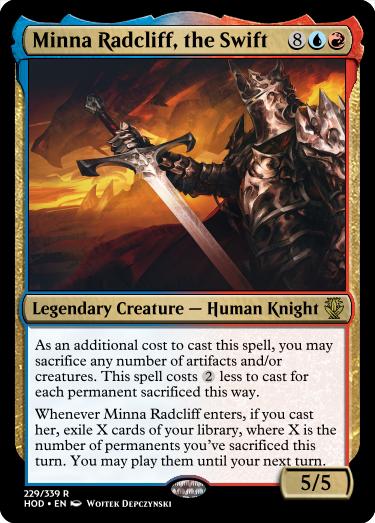 Minna Radcliff, the Swift 8
Legendary Creature — Human Knight
As an additional cost to cast this spell, you may
sacrifice any number of artifacts and/or
creatures. This spell costs 2 less to cast for
each permanent sacrificed this way.
Whenever Minna Radcliff enters, if you cast
her, exile X cards of your library, where X is the
number of permanents you've sacrificed this
turn. You may play them until your next turn.
5/5
229/339 R
HOD • EN Wojtek Depczynski